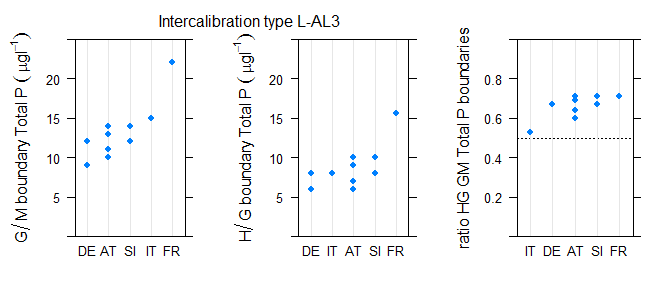 Intercalibration type L-AL3
G/ M boundary Total P ( μgl⁻¹)
20
15
10
5
DE AT SI IT FR
H/ G boundary Total P ( μgl⁻¹)
20
15
10
5
DE IT AT SI FR
ratio HG GM Total P boundaries
0.8
0.6
0.4
0.2
IT DE AT SI FR